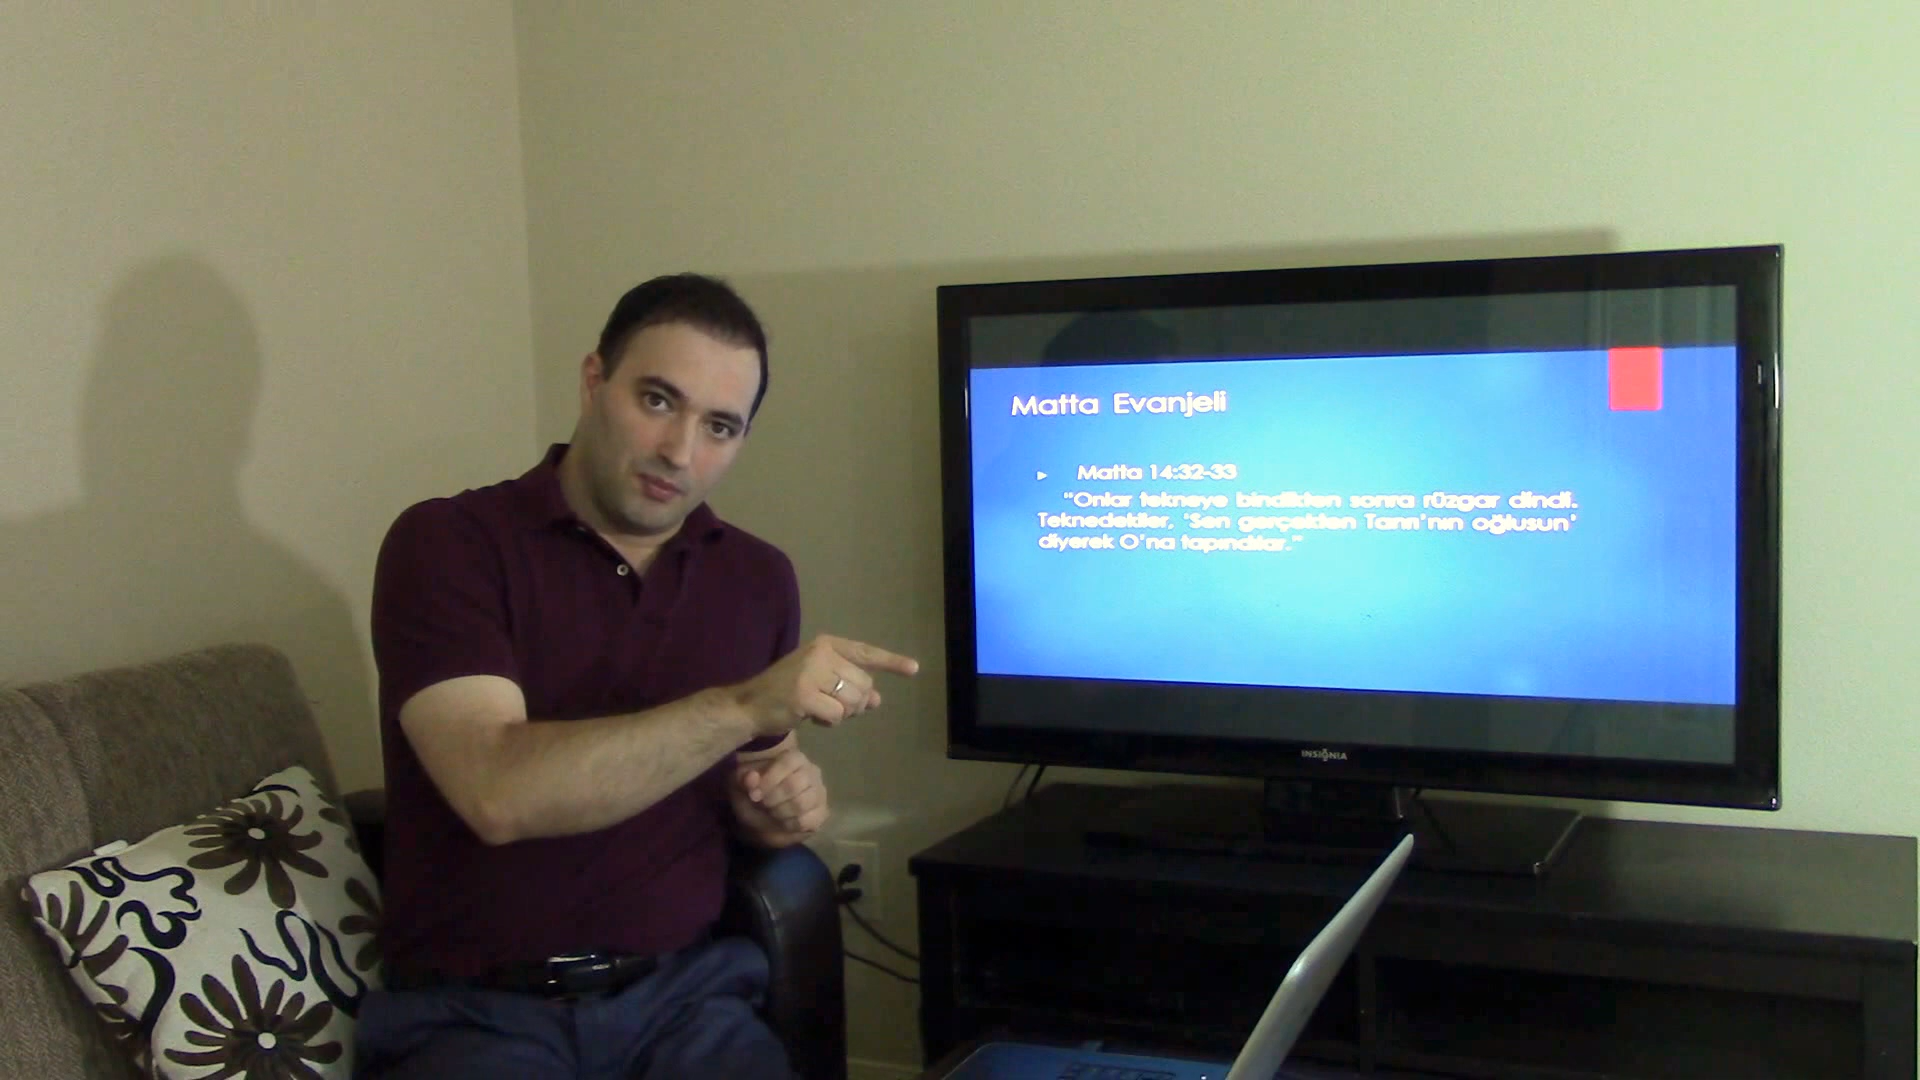 Matta Evanjeli
► Matta 14:32-33
"Onlar tekneye bindikten sonra rüzgar dindi.
Teknedekiler, 'Sen gerçekten Tanrı'nın oğlusun'
diyerek O'na tapındılar."
INSIGNIA